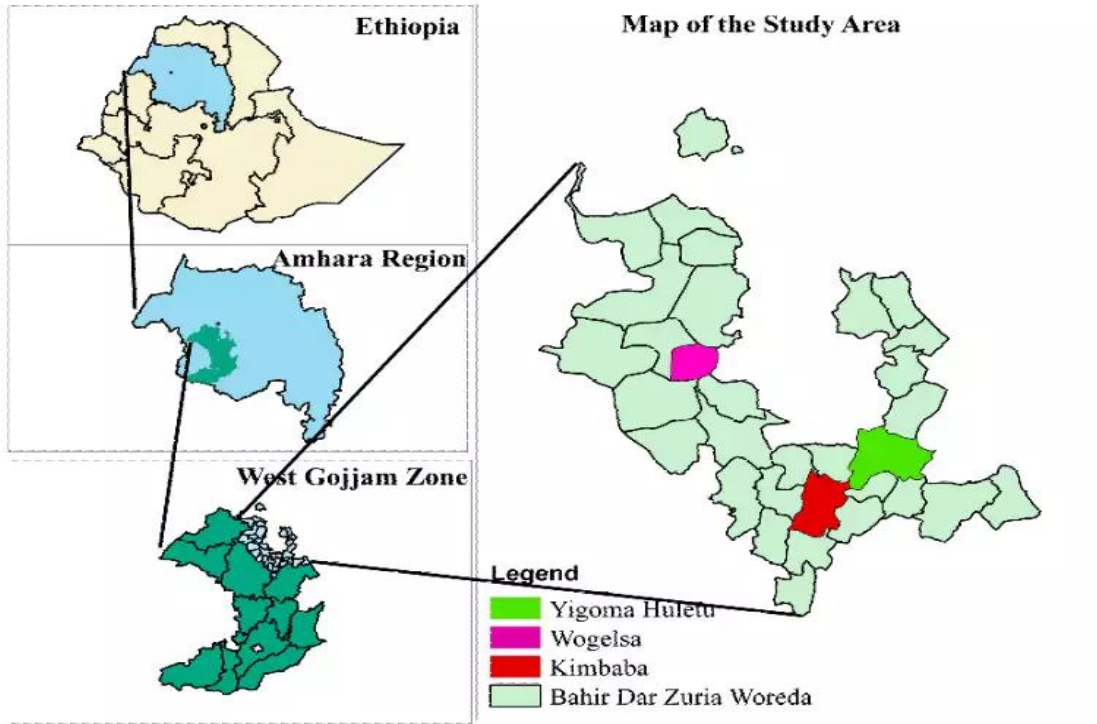 Ethiopia
Map of the Study Area
Amhara Region
West Gojjam Zone
Legend
Yigoma Huletu
Wogelsa
Kimbaba
Bahir Dar Zuria Woreda